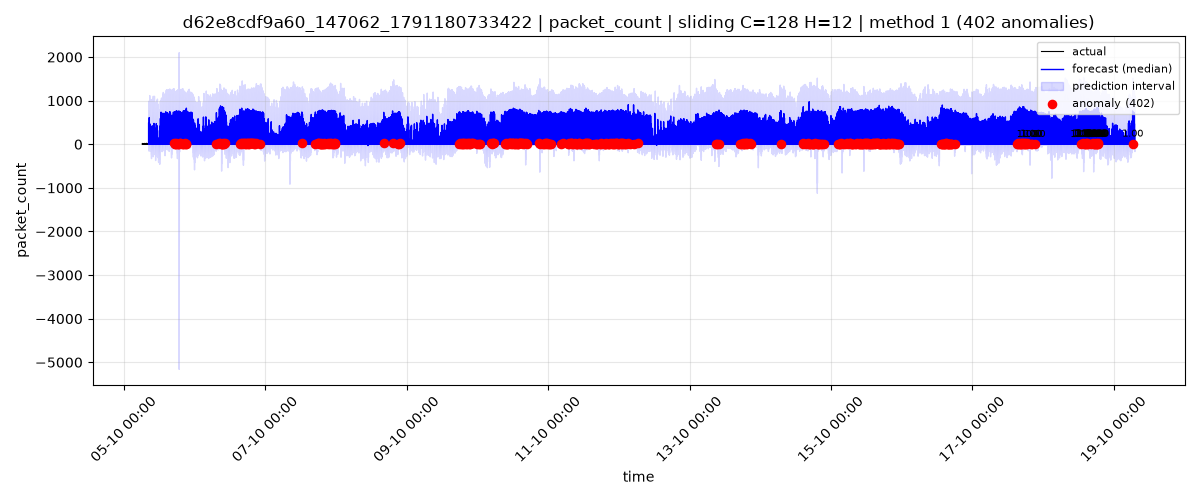 d62e8cdf9a60_147062_1791180733422 | packet_count | sliding C=128 H=12 | method 1 (402 anomalies)
actual
forecast (median)
prediction interval
anomaly (402)
packet_count
2000
1000
0
−1000
−2000
−3000
−4000
−5000
05-10 00:00
07-10 00:00
09-10 00:00
11-10 00:00
13-10 00:00
15-10 00:00
17-10 00:00
19-10 00:00
time